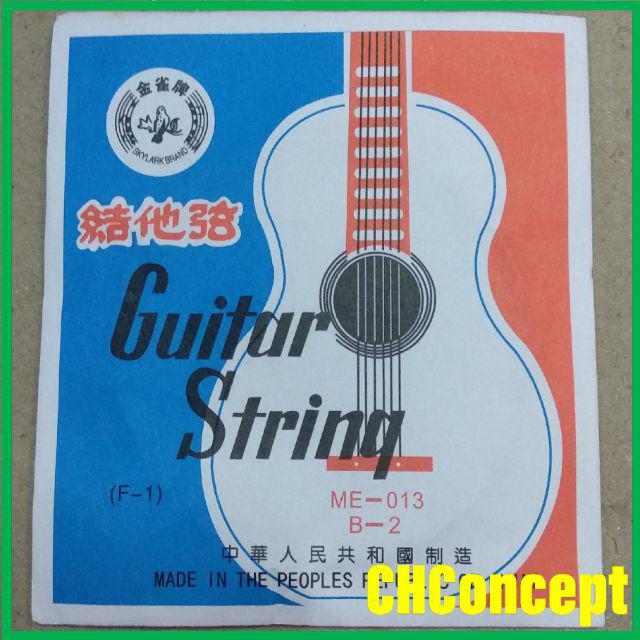 金雀牌
SKYLARK BRAND
結他弦
Guitar
String
(F-1)
ME-013
B-2
中華人民共和國制造
MADE iN THE PEOPLES
CHConcept